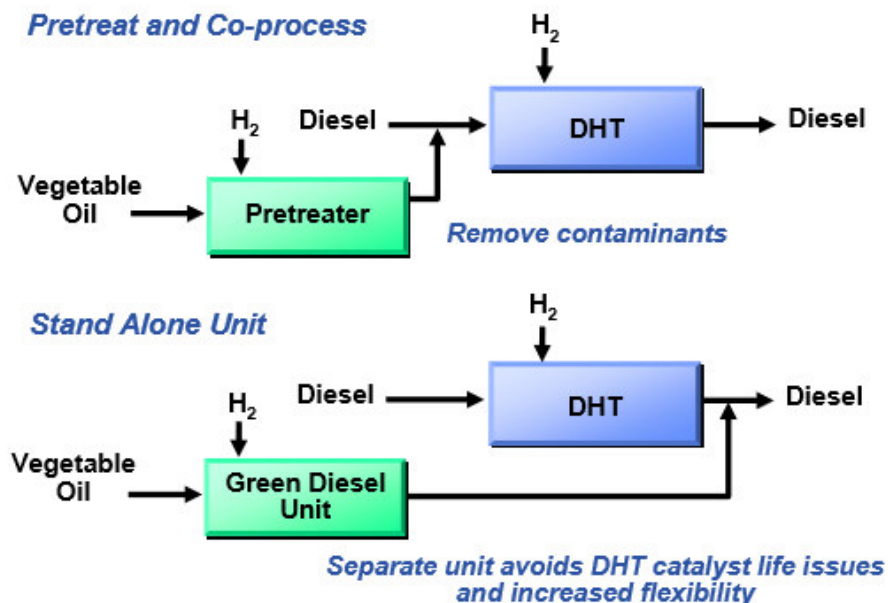 Pretreat and Co-process
H₂
DHT
Diesel
Diesel
H₂
Vegetable
Oil
Pretreater
Remove contaminants
Stand Alone Unit
H₂
DHT
Diesel
Diesel
H₂
Vegetable
Oil
Green Diesel
Unit
Separate unit avoids DHT catalyst life issues
and increased flexibility